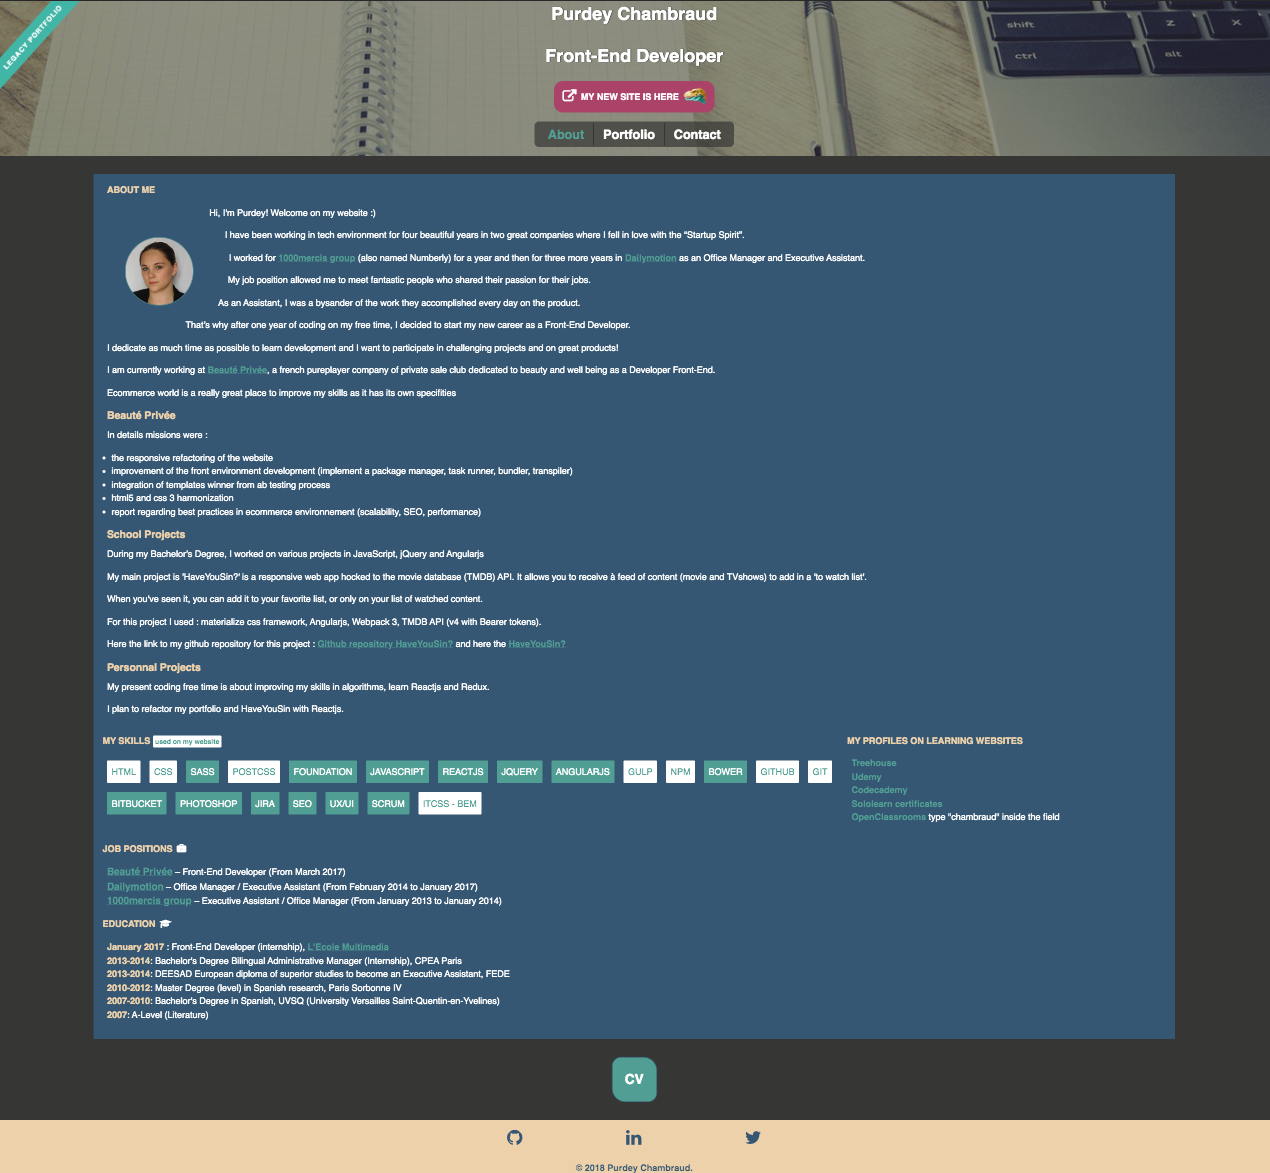 LEGACY PORTFOLIO
Purdey Chambraud
Front-End Developer
MY NEW SITE IS HERE
About Portfolio Contact
shift Z X
ctrl alt
ABOUT ME
Hi, I'm Purdey! Welcome on my website :)
I have been working in tech environment for four beautiful years in two great companies where I fell in love with the "Startup Spirit".
I worked for 1000mercis group (also named Numberly) for a year and then for three more years in Dailymotion as an Office Manager and Executive Assistant.
My job position allowed me to meet fantastic people who shared their passion for their jobs.
As an Assistant, I was a bysander of the work they accomplished every day on the product.
That's why after one year of coding on my free time, I decided to start my new career as a Front-End Developer.
I dedicate as much time as possible to learn development and I want to participate in challenging projects and on great products!
I am currently working at Beauté Privée, a french pureplayer company of private sale club dedicated to beauty and well being as a Developer Front-End.
Ecommerce world is a really great place to improve my skills as it has its own specifities
Beauté Privée
In details missions were :
• the responsive refactoring of the website
• improvement of the front environment development (implement a package manager, task runner, bundler, transpiler)
• integration of templates winner from ab testing process
• html5 and css 3 harmonization
• report regarding best practices in ecommerce environnement (scalability, SEO, performance)
School Projects
During my Bachelor's Degree, I worked on various projects in JavaScript, jQuery and Angularjs
My main project is 'HaveYouSin?' is a responsive web app hocked to the movie database (TMDB) API. It allows you to receive à feed of content (movie and TVshows) to add in a 'to watch list'.
When you've seen it, you can add it to your favorite list, or only on your list of watched content.
For this project I used : materialize css framework, Angularjs, Webpack 3, TMDB API (v4 with Bearer tokens).
Here the link to my github repository for this project : Github repository HaveYouSin? and here the HaveYouSin?
Personnal Projects
My present coding free time is about improving my skills in algorithms, learn Reactjs and Redux.
I plan to refactor my portfolio and HaveYouSin with Reactjs.
MY SKILLS used on my website
HTML CSS SASS POSTCSS FOUNDATION JAVASCRIPT REACTJS JQUERY ANGULARJS GULP NPM BOWER GITHUB GIT
BITBUCKET PHOTOSHOP JIRA SEO UX/UI SCRUM ITCSS - BEM
MY PROFILES ON LEARNING WEBSITES
Treehouse
Udemy
Codecademy
Sololearn certificates
OpenClassrooms type "chambraud" inside the field
JOB POSITIONS
Beauté Privée – Front-End Developer (From March 2017)
Dailymotion – Office Manager / Executive Assistant (From February 2014 to January 2017)
1000mercis group – Executive Assistant / Office Manager (From January 2013 to January 2014)
EDUCATION
January 2017 : Front-End Developer (internship), L'Ecole Multimedia
2013-2014: Bachelor's Degree Bilingual Administrative Manager (Internship), CPEA Paris
2013-2014: DEESAD European diploma of superior studies to become an Executive Assistant, FEDE
2010-2012: Master Degree (level) in Spanish research, Paris Sorbonne IV
2007-2010: Bachelor's Degree in Spanish, UVSQ (University Versailles Saint-Quentin-en-Yvelines)
2007: A-Level (Literature)
CV
© 2018 Purdey Chambraud.